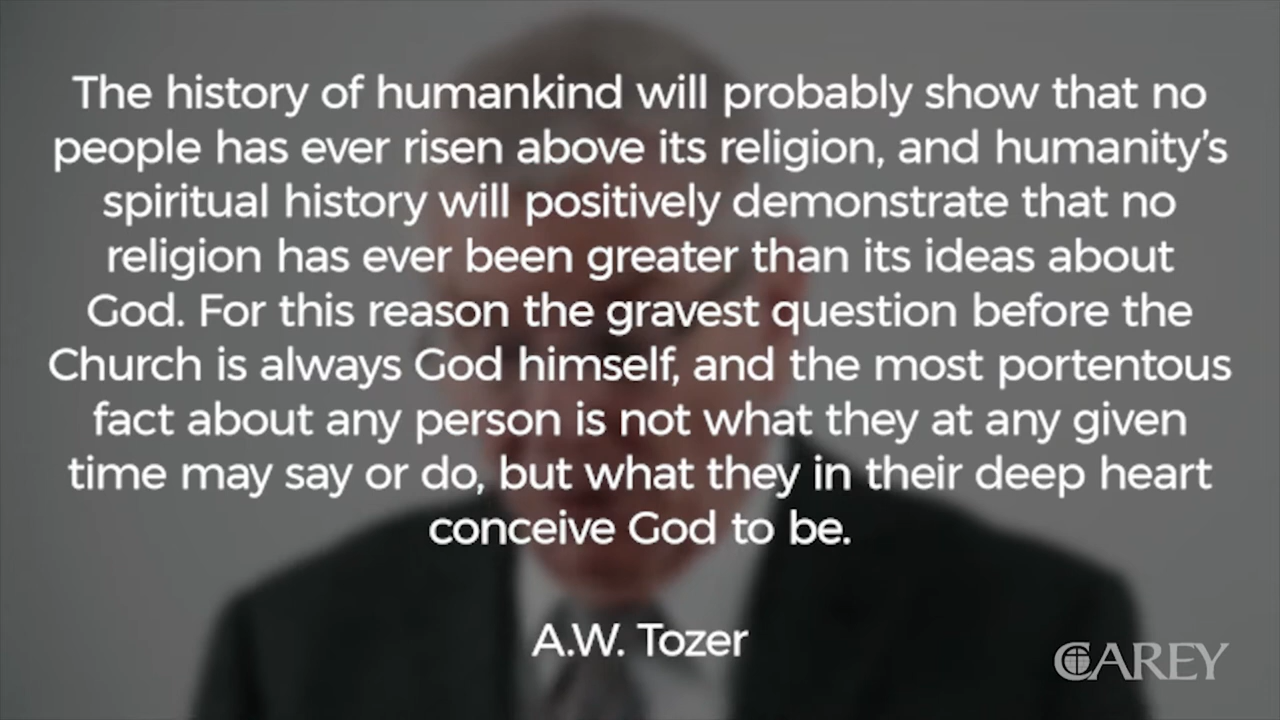 The history of humankind will probably show that no
people has ever risen above its religion, and humanity's
spiritual history will positively demonstrate that no
religion has ever been greater than its ideas about
God. For this reason the gravest question before the
Church is always God himself, and the most portentous
fact about any person is not what they at any given
time may say or do, but what they in their deep heart
conceive God to be.
A.W. Tozer
CAREY